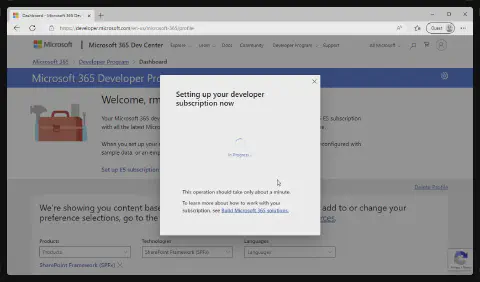 Dashboard - Microsoft 365 Dev
https://developer.microsoft.com/en-us/microsoft-365/profile
Guest
Microsoft
Microsoft 365 Dev Center
Explore
Docs
Community
Developer Program
Support
All Microsoft
Microsoft 365
Developer Program
Dashboard
Microsoft 365 Developer Pro
Welcome, rm
Your Microsoft 365 dev
E5 subscription
with all the latest Micros
When you set up your
configured with
sample data, or an emp
Set up E5 subscription
Setting up your developer
subscription now
In Progress
This operation should take only about a minute.
To learn more about how to work with your
subscription, see Build Microsoft 365 solutions.
Delete Profile
We're showing you content base
add to or change your
preference selections, go to the
Products
Technologies
Languages
Products
SharePoint Framework (SPFx)
Languages
SharePoint Framework (SPFx)